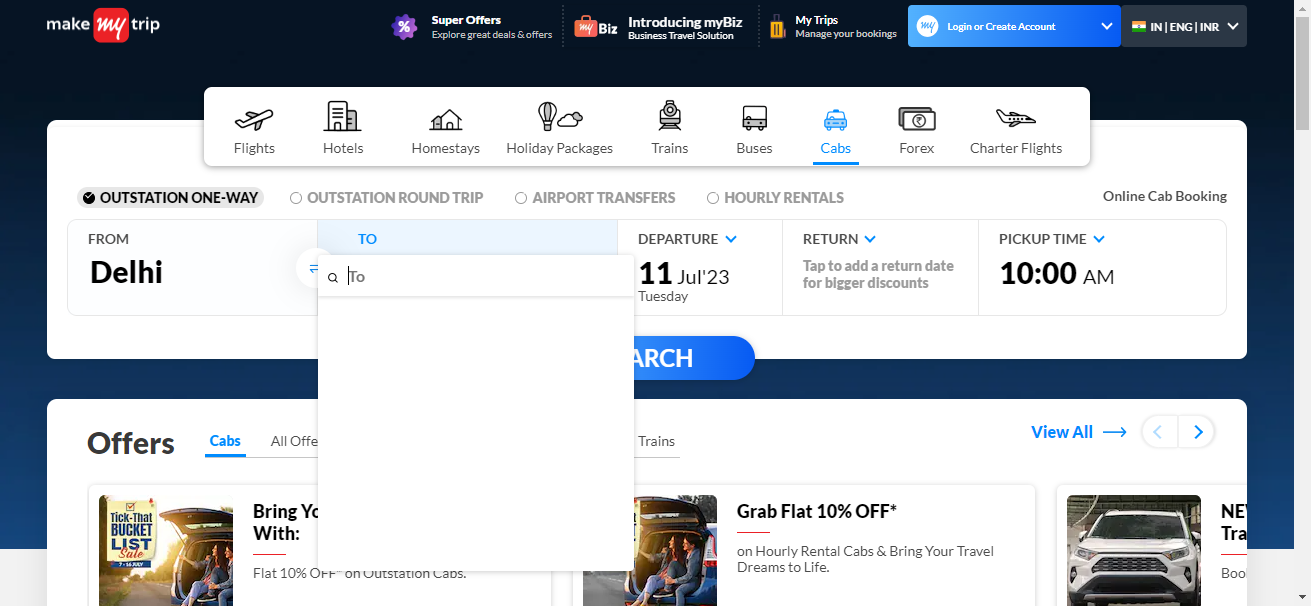 make my trip
Super Offers
Explore great deals & offers
my Biz
Introducing myBiz
Business Travel Solution
My Trips
Manage your bookings
my
Login or Create Account
IN | ENG | INR
Flights
Hotels
Homestays
Holiday Packages
Trains
Buses
Cabs
Forex
Charter Flights
OUTSTATION ONE-WAY
OUTSTATION ROUND TRIP
AIRPORT TRANSFERS
HOURLY RENTALS
Online Cab Booking
FROM
Delhi
TO
To
DEPARTURE
11 Jul'23
Tuesday
RETURN
Tap to add a return date
for bigger discounts
PICKUP TIME
10:00 AM
ARCH
Offers
Cabs
All Offe
Trains
View All
TICK-THAT
BUCKET
LIST
Sale
7 - 16 JULY
Bring Yo
With:
Flat 10% OFF* on Outstation Cabs.
Grab Flat 10% OFF*
on Hourly Rental Cabs & Bring Your Travel
Dreams to Life.
NE
Tra
Boo